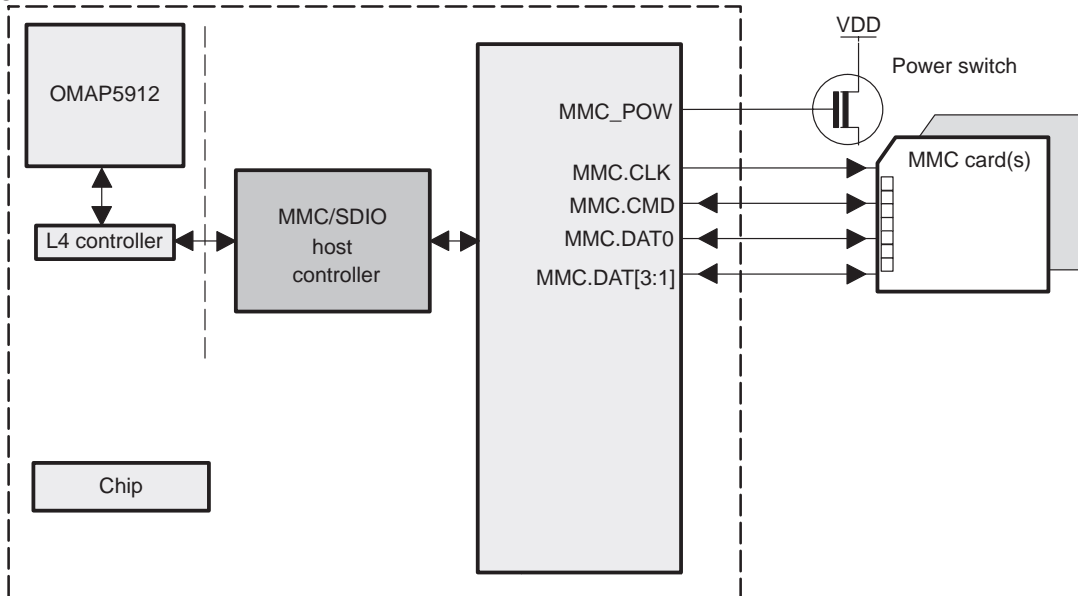 VDD
Power switch
OMAP5912
MMC_POW
MMC card(s)
MMC.CLK
MMC/SDIO
host
controller
MMC.CMD
L4 controller
MMC.DAT0
MMC.DAT[3:1]
Chip